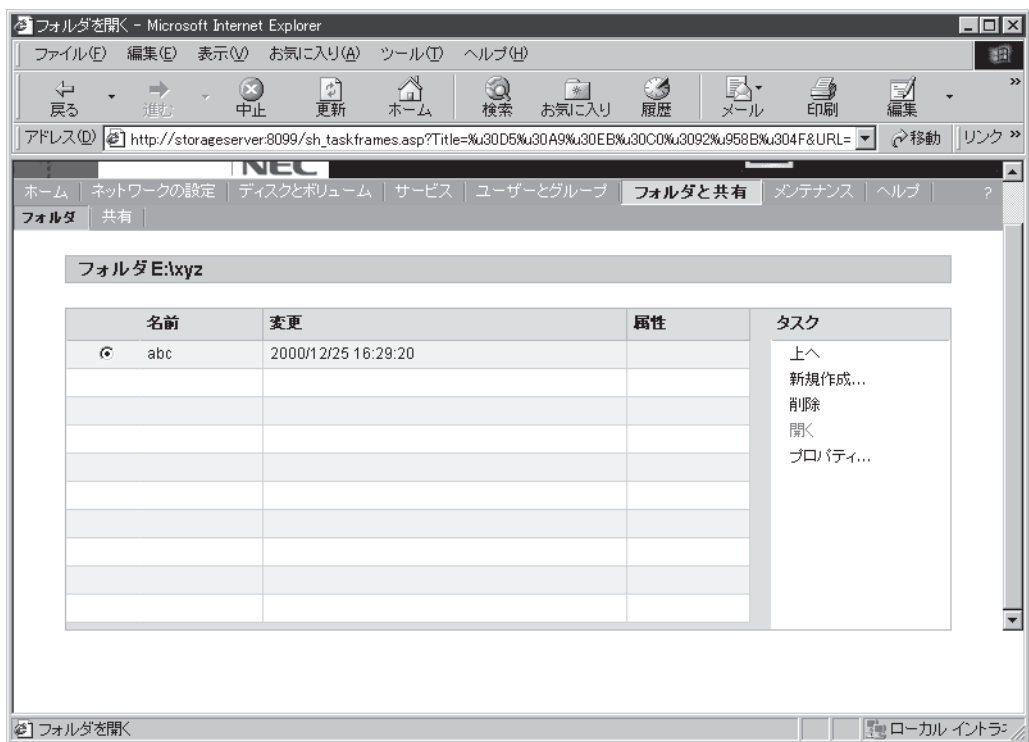 フォルダを開く - Microsoft Internet Explorer
ファイル(F) 編集(E) 表示(V) お気に入り(A) ツール(T) ヘルプ(H)
戻る 進む 中止 更新 ホーム 検索 お気に入り 履歴 メール 印刷 編集 »
アドレス(D) http://storageserver:8099/sh_taskframes.asp?Title=%u30D5%u30A9%u30EB%u30C0%u3092%u958B%u304F&URL= 移動 リンク »
NEC
ホーム ネットワークの設定 ディスクとボリューム サービス ユーザーとグループ フォルダと共有 メンテナンス ヘルプ ?
フォルダ 共有
フォルダ E:\xyz
名前 変更 属性 タスク
abc 2000/12/25 16:29:20
上へ
新規作成...
削除
開く
プロパティ...
フォルダを開く ローカル イントラ